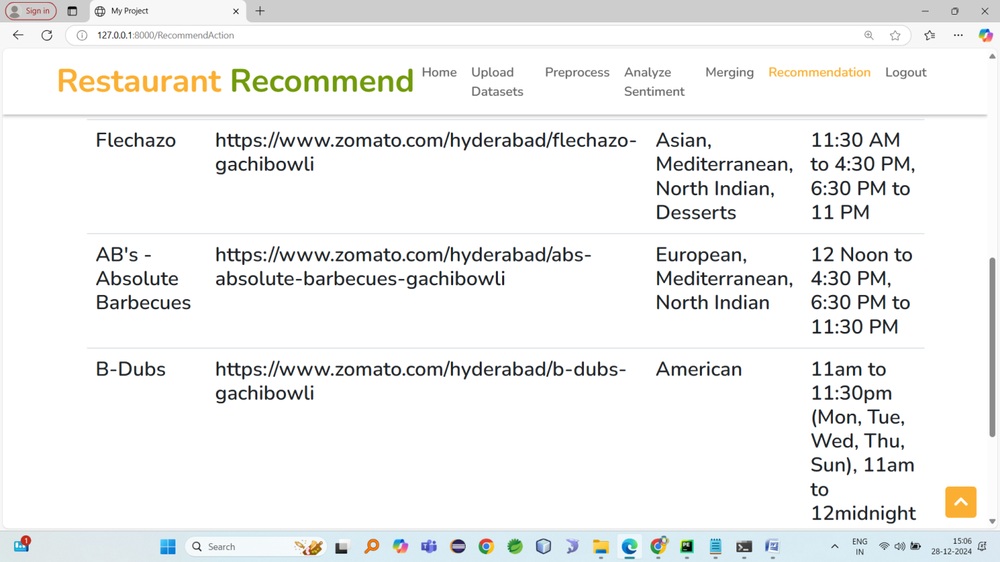 Sign in
My Project
127.0.0.1:8000/RecommendAction
Restaurant Recommend
Home
Upload
Datasets
Preprocess
Analyze
Sentiment
Merging
Recommendation
Logout
Flechazo
https://www.zomato.com/hyderabad/flechazo-
gachibowli
Asian,
Mediterranean,
North Indian,
Desserts
11:30 AM
to 4:30 PM,
6:30 PM to
11 PM
AB's -
Absolute
Barbecues
https://www.zomato.com/hyderabad/abs-
absolute-barbecues-gachibowli
European,
Mediterranean,
North Indian
12 Noon to
4:30 PM,
6:30 PM to
11:30 PM
B-Dubs
https://www.zomato.com/hyderabad/b-dubs-
gachibowli
American
11am to
11:30pm
(Mon, Tue,
Wed, Thu,
Sun), 11am
to
12midnight
1
Search
PE
W
ENG
IN
15:06
28-12-2024